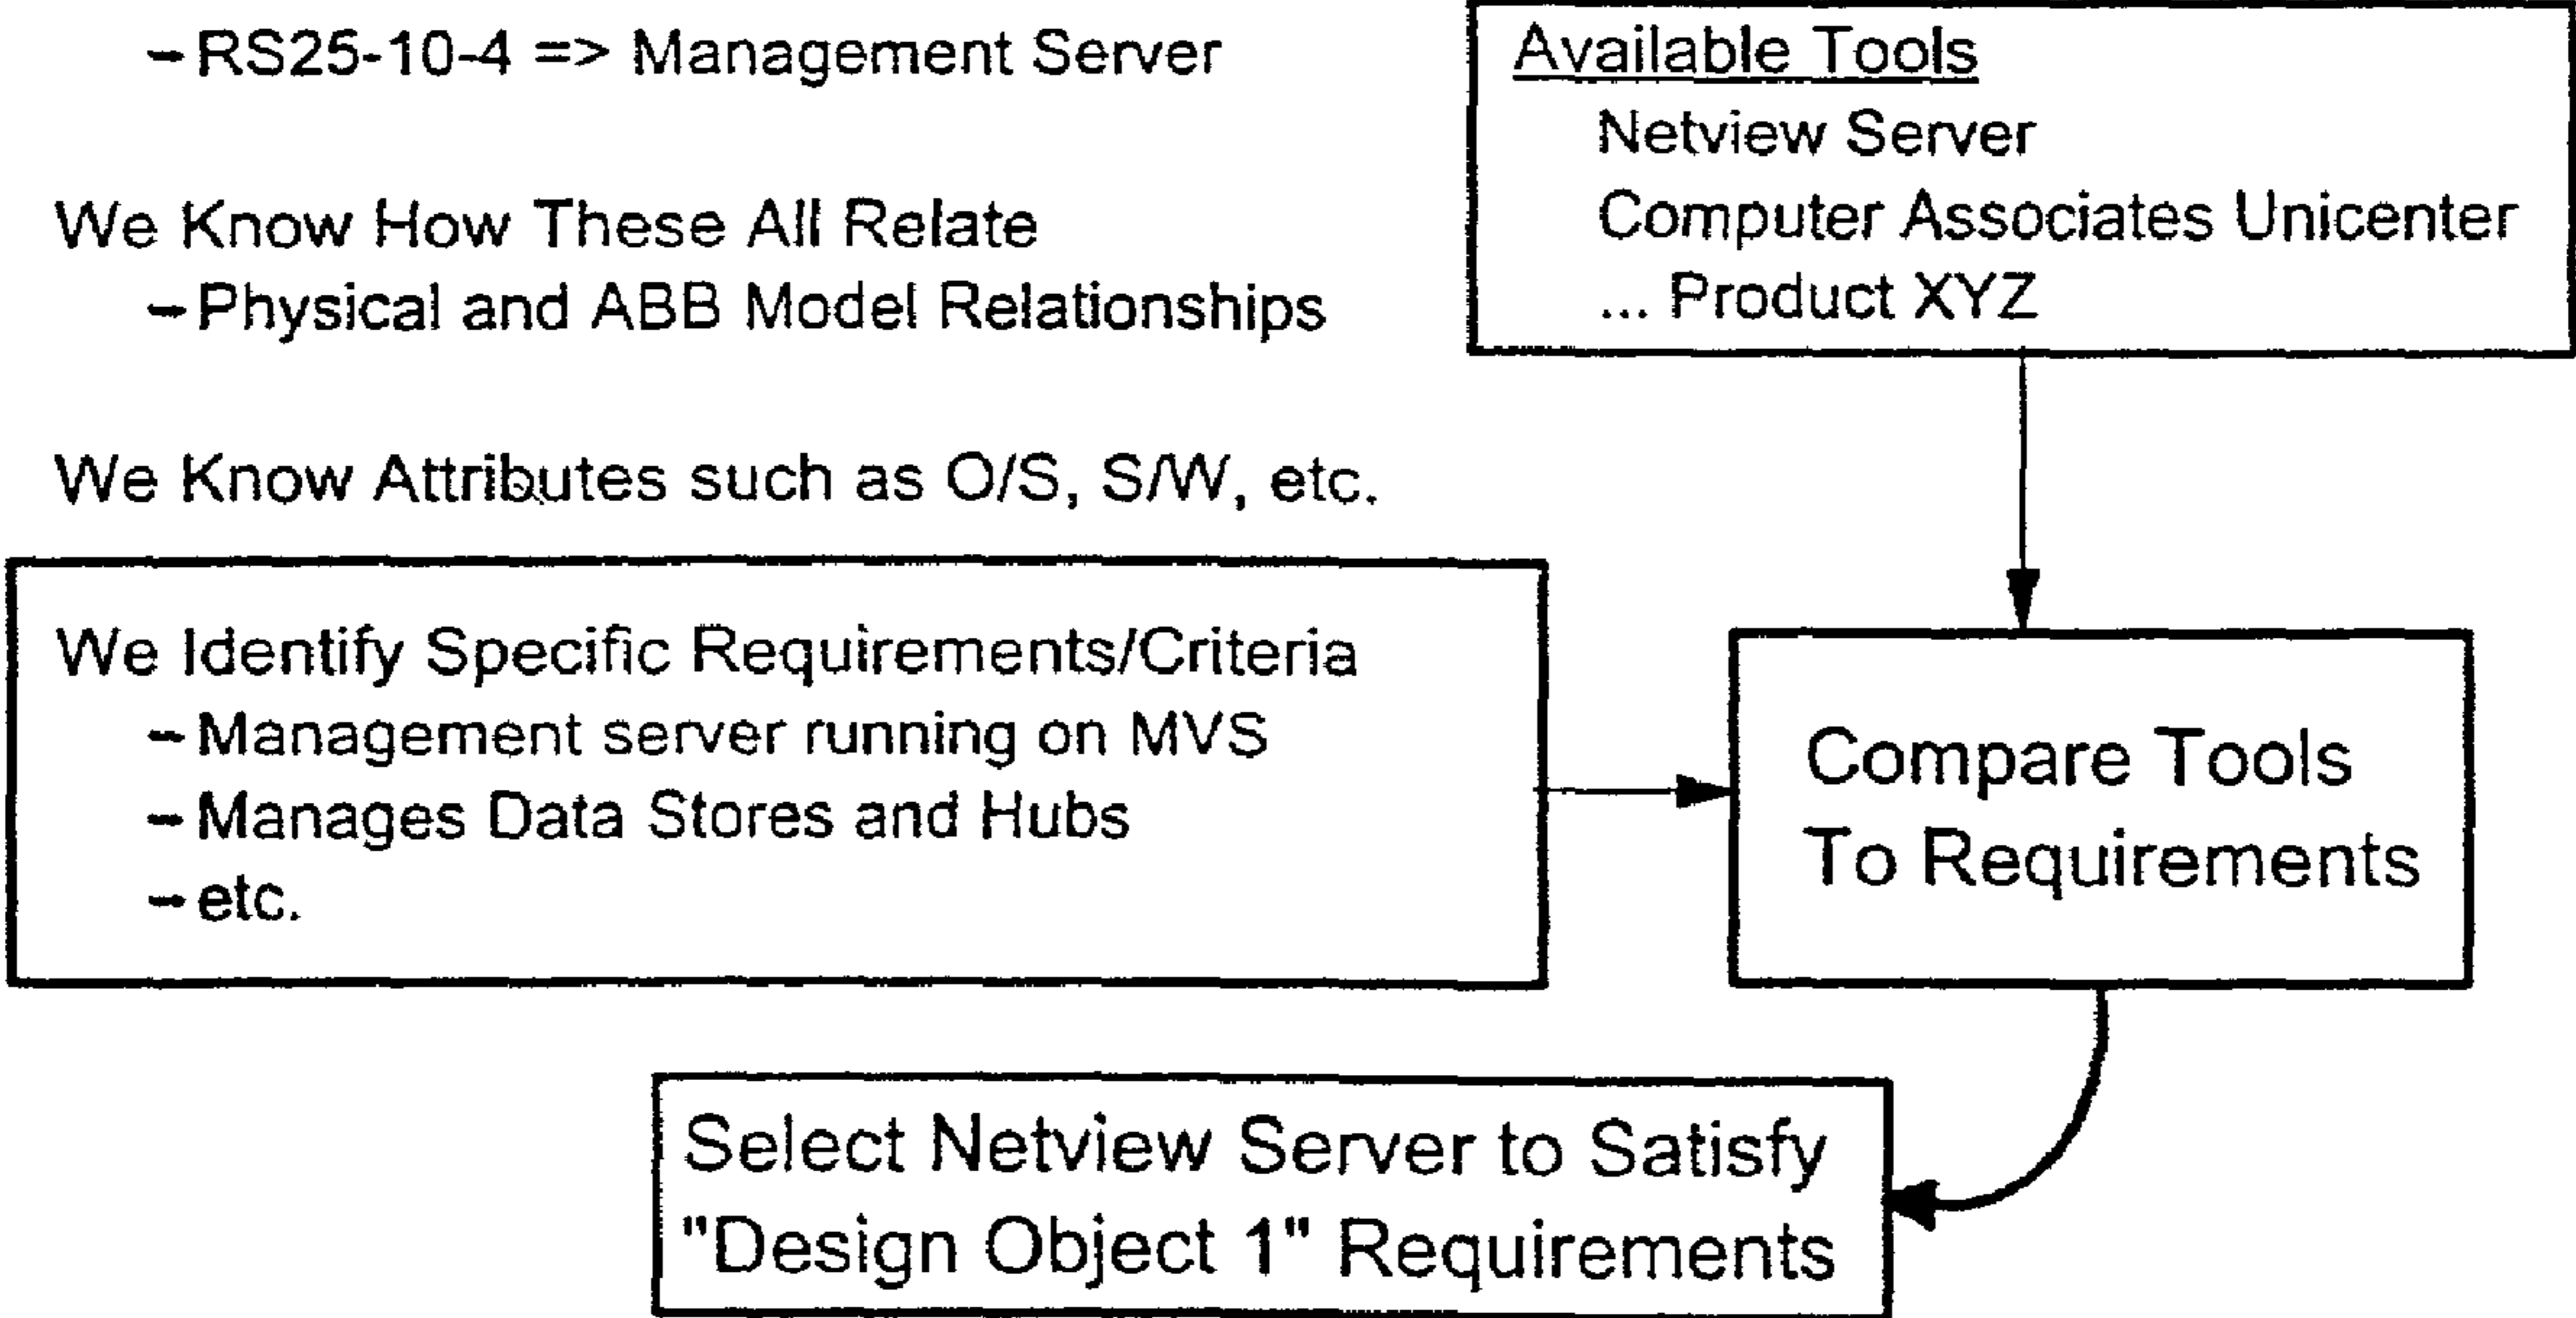 – RS25-10-4 => Management Server
We Know How These All Relate
– Physical and ABB Model Relationships
We Know Attributes such as O/S, S/W, etc.
Available Tools
Netview Server
Computer Associates Unicenter
... Product XYZ
We Identify Specific Requirements/Criteria
– Management server running on MVS
– Manages Data Stores and Hubs
– etc.
Compare Tools
To Requirements
Select Netview Server to Satisfy
"Design Object 1" Requirements